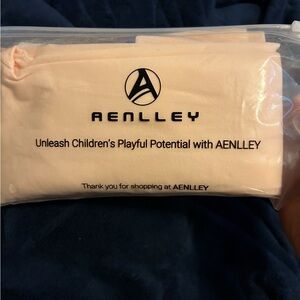 AENLLEY
Unleash Children's Playful Potential with AENLLEY
Thank you for shopping at AENLLEY